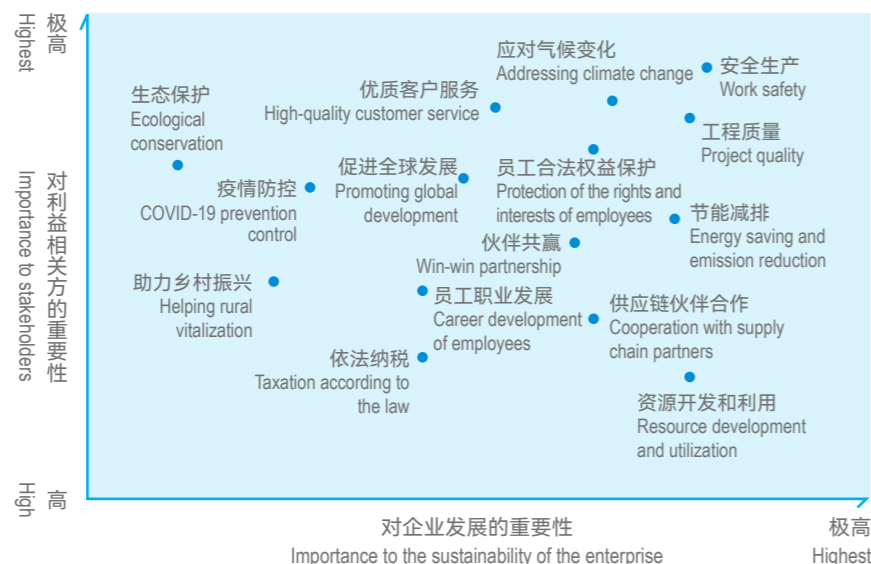 极高
Highest
对利益相关方的重要性
Importance to stakeholders
高
High
应对气候变化
Addressing climate change
安全生产
Work safety
优质客户服务
High-quality customer service
生态保护
Ecological
conservation
工程质量
Project quality
促进全球发展
Promoting global
development
员工合法权益保护
Protection of the rights and
interests of employees
疫情防控
COVID-19 prevention
control
节能减排
Energy saving and
emission reduction
伙伴共赢
Win-win partnership
助力乡村振兴
Helping rural
vitalization
员工职业发展
Career development
of employees
供应链伙伴合作
Cooperation with supply
chain partners
依法纳税
Taxation according to
the law
资源开发和利用
Resource development
and utilization
对企业发展的重要性
Importance to the sustainability of the enterprise
极高
Highest